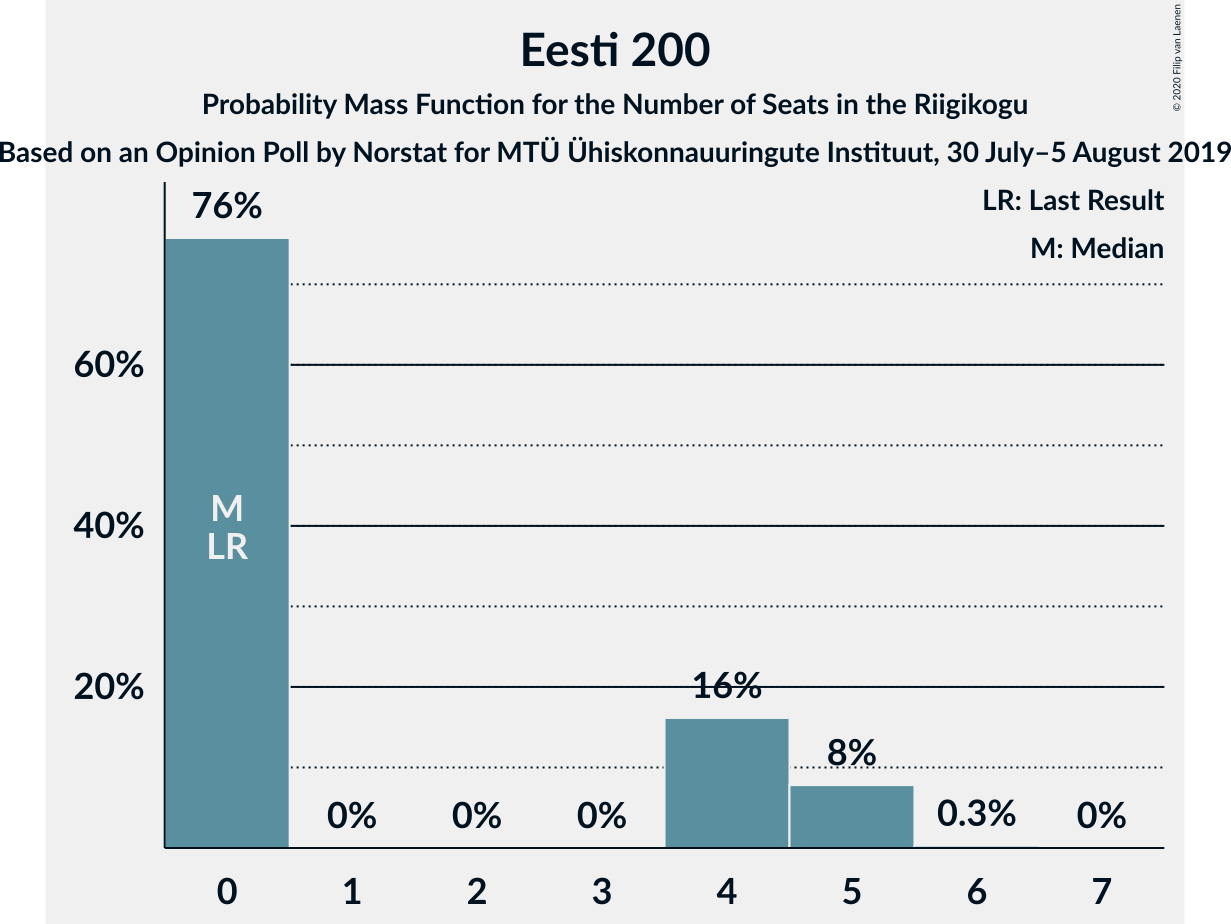 Eesti 200
Probability Mass Function for the Number of Seats in the Riigikogu
Based on an Opinion Poll by Norstat for MTÜ Ühiskonnauuringute Instituut, 30 July–5 August 2019
© 2020 Filip van Laenen
LR: Last Result
M: Median
76%
60%
40%
20%
M
LR
0%
0%
0%
16%
8%
0.3%
0%
0
1
2
3
4
5
6
7